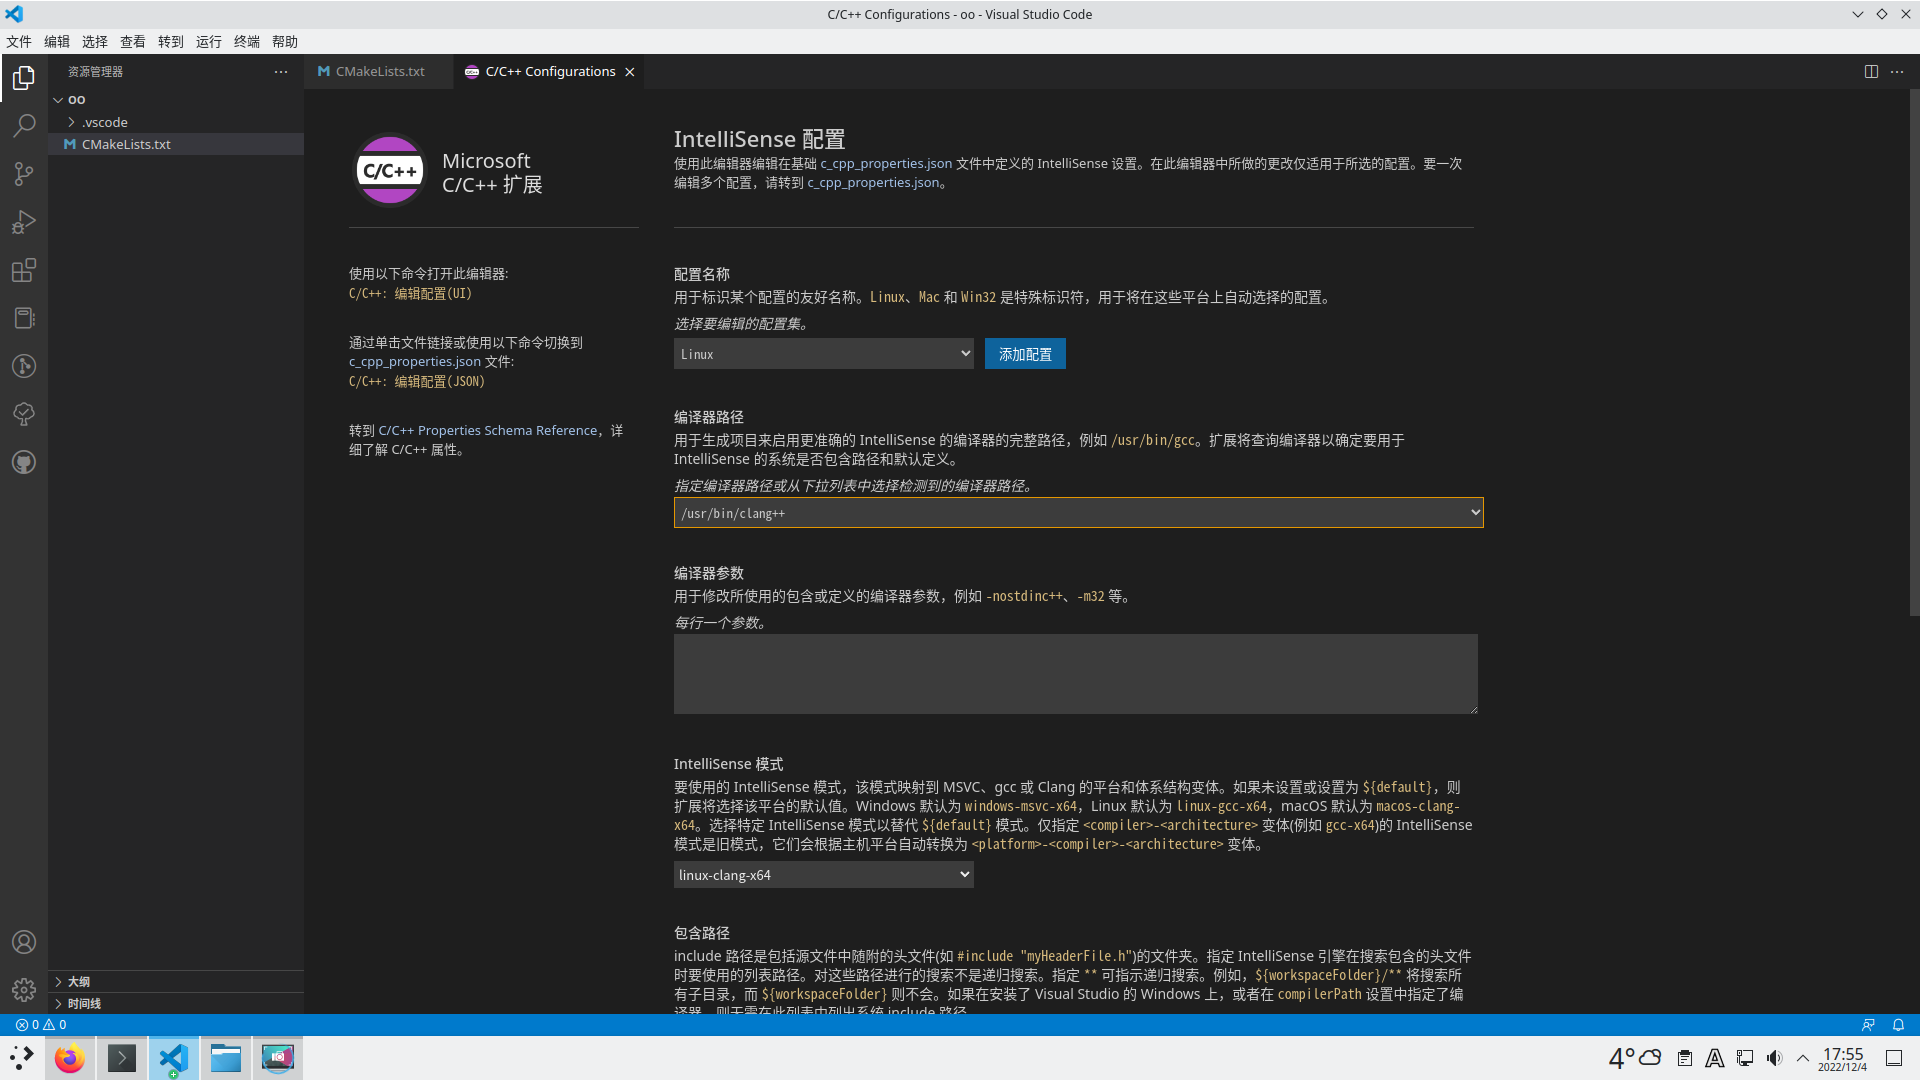 C/C++ Configurations - oo - Visual Studio Code
文件 编辑 选择 查看 转到 运行 终端 帮助
资源管理器
OO
.vscode
CMakeLists.txt
大纲
时间线
CMakeLists.txt
C/C++ Configurations
C/C++
Microsoft
C/C++ 扩展
使用以下命令打开此编辑器:
C/C++: 编辑配置(UI)
通过单击文件链接或使用以下命令切换到
c_cpp_properties.json 文件:
C/C++: 编辑配置(JSON)
转到 C/C++ Properties Schema Reference，详
细了解 C/C++ 属性。
IntelliSense 配置
使用此编辑器编辑在基础 c_cpp_properties.json 文件中定义的 IntelliSense 设置。在此编辑器中所做的更改仅适用于所选的配置。要一次
编辑多个配置，请转到 c_cpp_properties.json。
配置名称
用于标识某个配置的友好名称。Linux、Mac 和 Win32 是特殊标识符，用于将在这些平台上自动选择的配置。
选择要编辑的配置集。
Linux 添加配置
编译器路径
用于生成项目来启用更准确的 IntelliSense 的编译器的完整路径，例如 /usr/bin/gcc。扩展将查询编译器以确定要用于
IntelliSense 的系统是否包含路径和默认定义。
指定编译器路径或从下拉列表中选择检测到的编译器路径。
/usr/bin/clang++
编译器参数
用于修改所使用的包含或定义的编译器参数，例如 -nostdinc++、-m32 等。
每行一个参数。
IntelliSense 模式
要使用的 IntelliSense 模式，该模式映射到 MSVC、gcc 或 Clang 的平台和体系结构变体。如果未设置或设置为 ${default}，则
扩展将选择该平台的默认值。Windows 默认为 windows-msvc-x64，Linux 默认为 linux-gcc-x64，macOS 默认为 macos-clang-
x64。选择特定 IntelliSense 模式以替代 ${default} 模式。仅指定 <compiler>-<architecture> 变体(例如 gcc-x64)的 IntelliSense
模式是旧模式，它们会根据主机平台自动转换为 <platform>-<compiler>-<architecture> 变体。
linux-clang-x64
包含路径
include 路径是包括源文件中随附的头文件(如 #include "myHeaderFile.h")的文件夹。指定 IntelliSense 引擎在搜索包含的头文件
时要使用的列表路径。对这些路径进行的搜索不是递归搜索。指定 ** 可指示递归搜索。例如，${workspaceFolder}/** 将搜索所
有子目录，而 ${workspaceFolder} 则不会。如果在安装了 Visual Studio 的 Windows 上，或者在 compilerPath 设置中指定了编
译器，则无需在此列表中列出系统 include 路径。
0 0
4°
17:55
2022/12/4